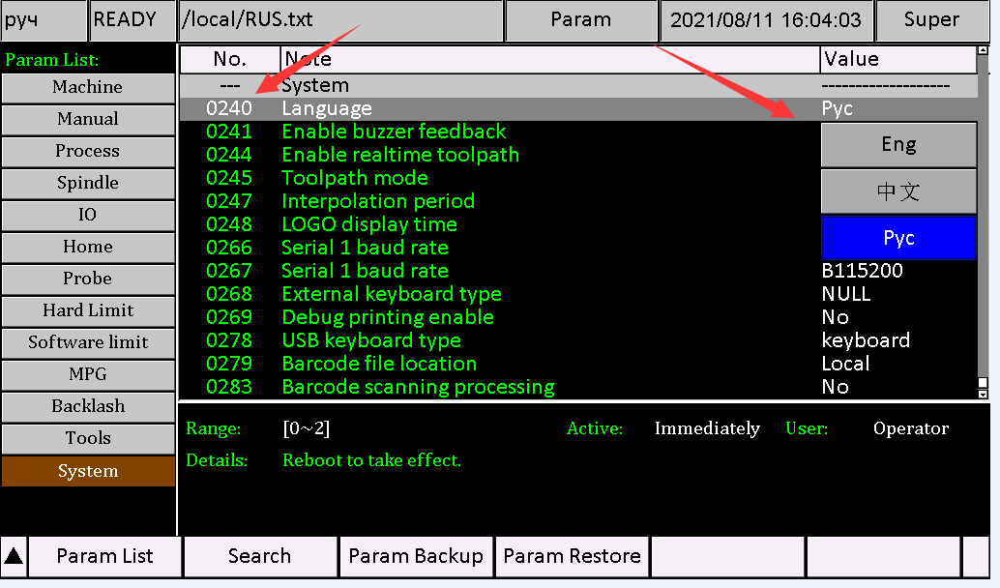 руч READY /local/RUS.txt Param 2021/08/11 16:04:03 Super
Param List:
Machine
Manual
Process
Spindle
IO
Home
Probe
Hard Limit
Software limit
MPG
Backlash
Tools
System
No. Note Value
--- System -------------------
0240 Language Рус
0241 Enable buzzer feedback
0244 Enable realtime toolpath
0245 Toolpath mode
0247 Interpolation period
0248 LOGO display time
0266 Serial 1 baud rate
0267 Serial 1 baud rate B115200
0268 External keyboard type NULL
0269 Debug printing enable No
0278 USB keyboard type keyboard
0279 Barcode file location Local
0283 Barcode scanning processing No
Eng
中文
Рус
Range: [0~2] Active: Immediately User: Operator
Details: Reboot to take effect.
Param List Search Param Backup Param Restore